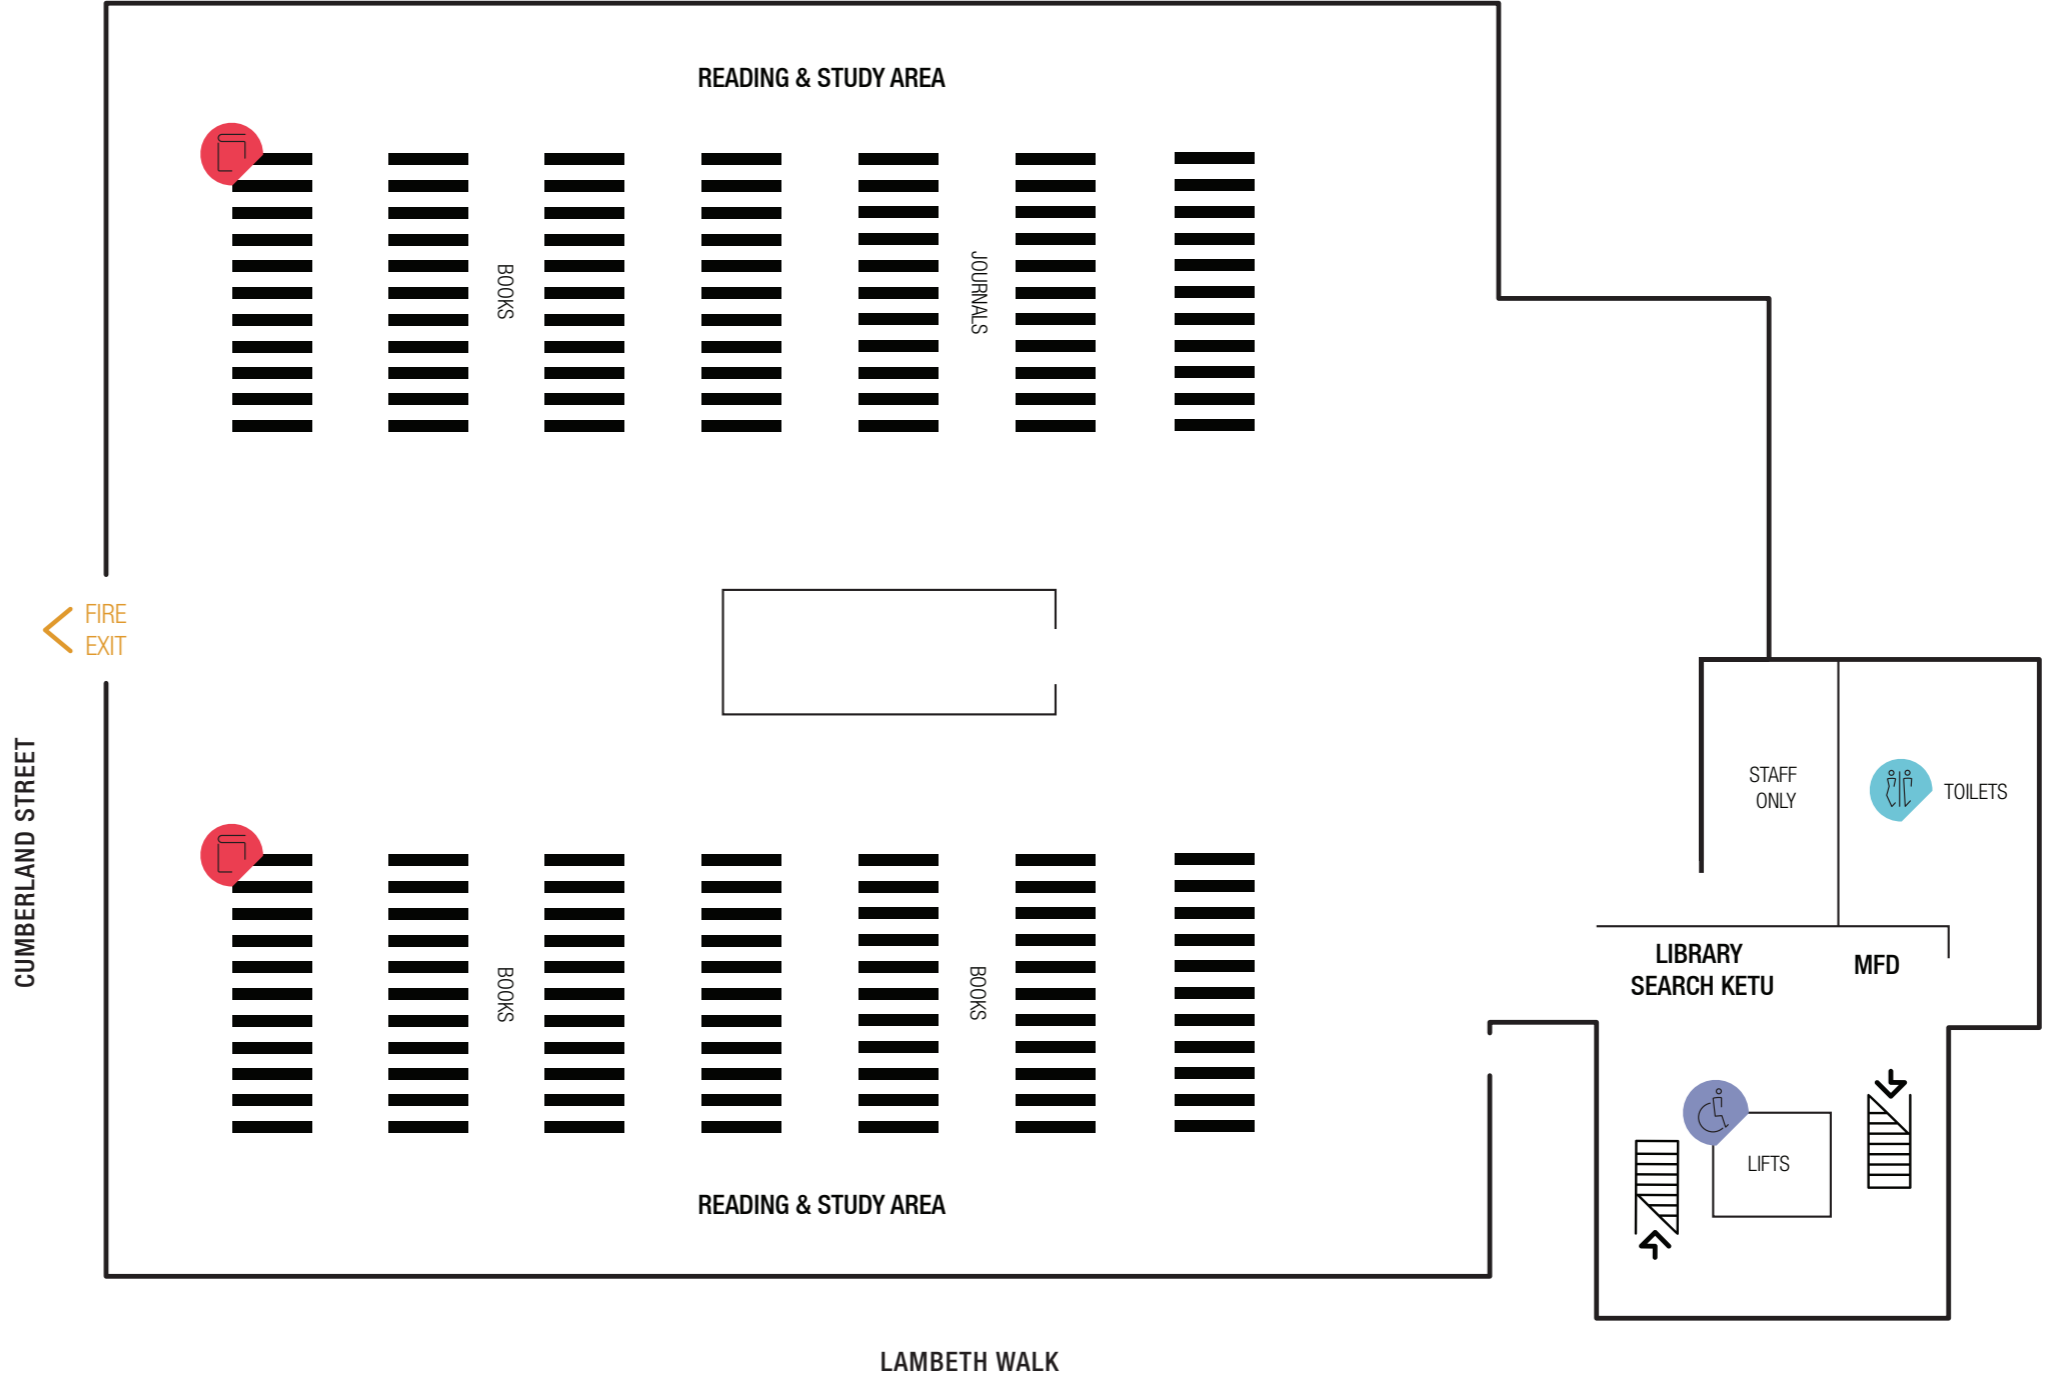 READING & STUDY AREA
BOOKS
JOURNALS
FIRE
EXIT
CUMBERLAND STREET
STAFF
ONLY
TOILETS
LIBRARY
SEARCH KETU
MFD
BOOKS
BOOKS
LIFTS
READING & STUDY AREA
LAMBETH WALK